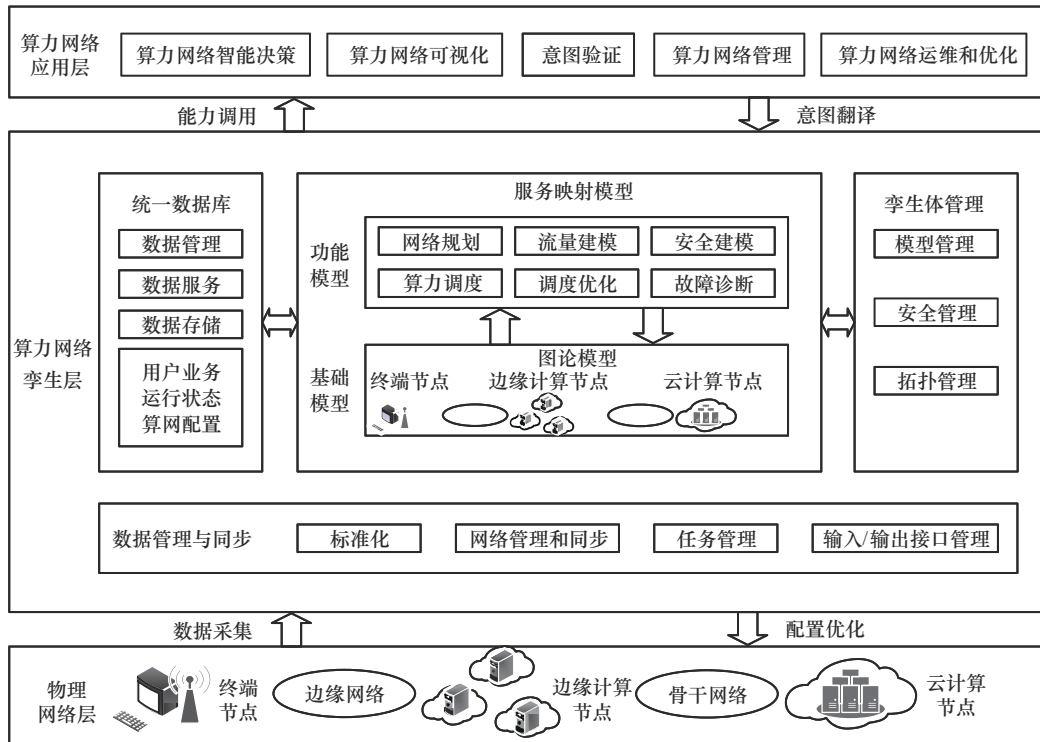 算力网络
应用层
算力网络智能决策
算力网络可视化
意图验证
算力网络管理
算力网络运维和优化
能力调用
意图翻译
算力网络
孪生层
统一数据库
数据管理
数据服务
数据存储
用户业务
运行状态
算网配置
服务映射模型
功能
模型
网络规划
流量建模
安全建模
算力调度
调度优化
故障诊断
基础
模型
图论模型
终端节点
边缘计算节点
云计算节点
孪生体管理
模型管理
安全管理
拓扑管理
数据管理与同步
标准化
网络管理和同步
任务管理
输入/输出接口管理
数据采集
配置优化
物理
网络层
终端
节点
边缘网络
边缘计算
节点
骨干网络
云计算
节点